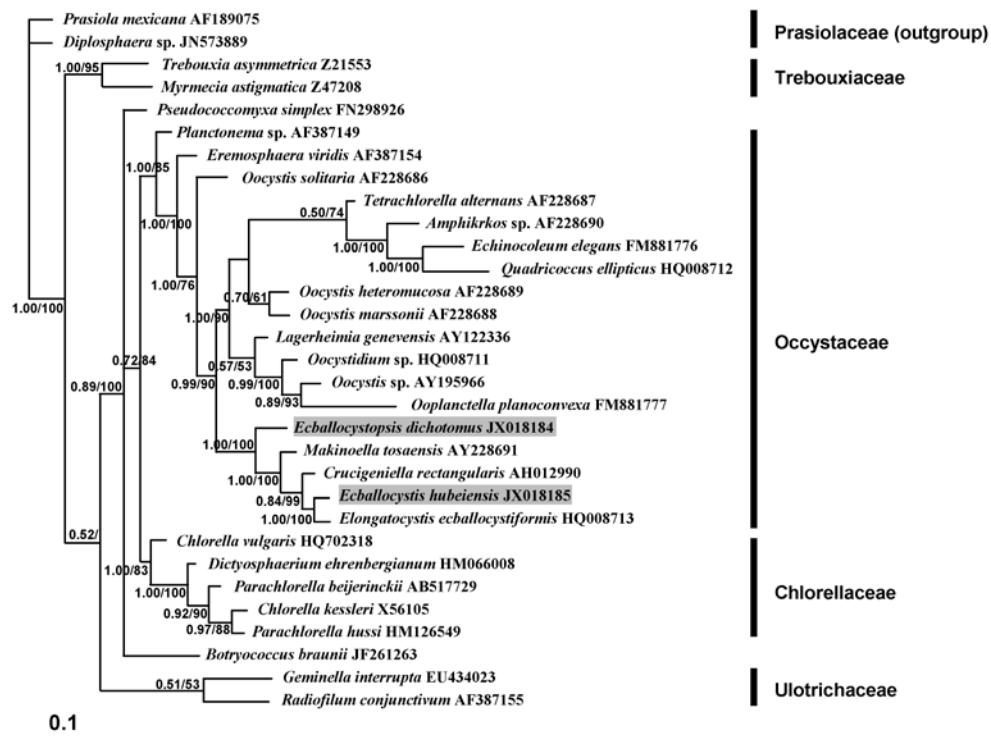 Prasiola mexicana AF189075
Diplosphaera sp. JN573889
Prasiolaceae (outgroup)
1.00/95
Trebouxia asymmetrica Z21553
Myrmecia astigmatica Z47208
Trebouxiaceae
Pseudococcomyxa simplex FN298926
Planctonema sp. AF387149
1.00/85
Eremosphaera viridis AF387154
Oocystis solitaria AF228686
Tetrachlorella alternans AF228687
0.50/74
1.00/100
Amphikrkos sp. AF228690
1.00/100
Echinocoleum elegans FM881776
1.00/100
Quadricoccus ellipticus HQ008712
1.00/76
Oocystis heteromucosa AF228689
0.70/61
1.00/100
1.00/90
Oocystis marssonii AF228688
Lagerheimia genevensis AY122336
Occystaceae
Oocystidium sp. HQ008711
0.72/84
0.57/53
0.99/100
0.89/100
0.99/90
Oocystis sp. AY195966
0.89/93
Ooplanctella planoconvexa FM881777
Ecballocystopsis dichotomus JX018184
1.00/100
Makinoella tosaensis AY228691
1.00/100
Crucigeniella rectangularis AH012990
0.84/99
Ecballocystis hubeiensis JX018185
1.00/100
Elongatocystis ecballocystiformis HQ008713
0.52/
Chlorella vulgaris HQ702318
1.00/83
Dictyosphaerium ehrenbergianum HM066008
1.00/100
Parachlorella beijerinckii AB517729
Chlorellaceae
0.92/90
Chlorella kessleri X56105
0.97/88
Parachlorella hussi HM126549
Botryococcus braunii JF261263
Geminella interrupta EU434023
0.51/53
Ulotrichaceae
Radiofilum conjunctivum AF387155
0.1